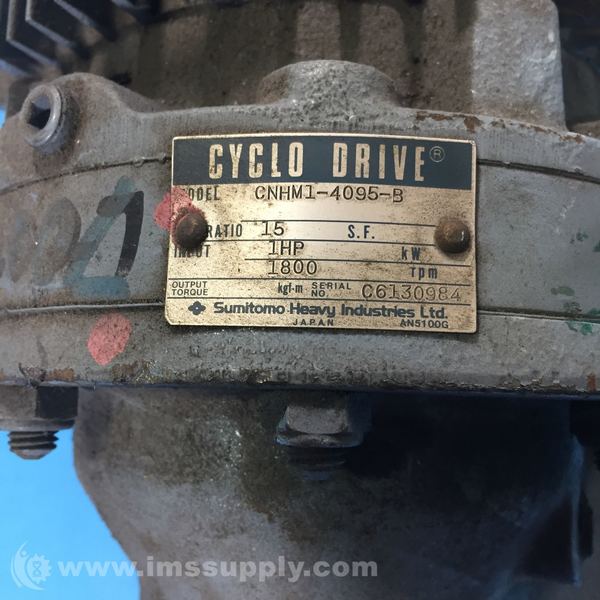 CYCLO DRIVE®
MODEL CNHM1-4095-B
RATIO 15 S.F.
INPUT 1HP kW
1800 rpm
OUTPUT TORQUE kgf-m SERIAL NO. C6130984
Sumitomo Heavy Industries Ltd.
JAPAN AN5100G
www.imssupply.com